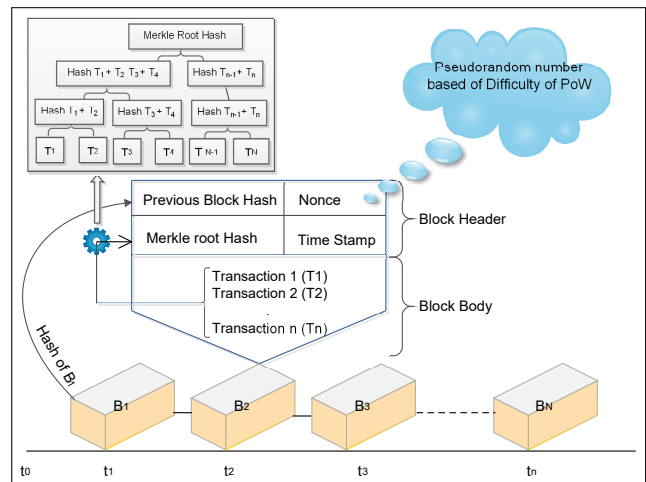 Merkle Root Hash
Hash T1 + T2 T3 + T4
Hash Tn-1 + Tn
Hash T1 + T2
Hash T3 + T4
Hash Tn-1 + Tn
T1
T2
T3
T4
T N-1
TN
Pseudorandom number
based of Difficulty of PoW
Previous Block Hash
Nonce
Merkle root Hash
Time Stamp
Block Header
Transaction 1 (T1)
Transaction 2 (T2)
.
Transaction n (Tn)
Block Body
Hash of B1
B1
B2
B3
BN
t0
t1
t2
t3
tn